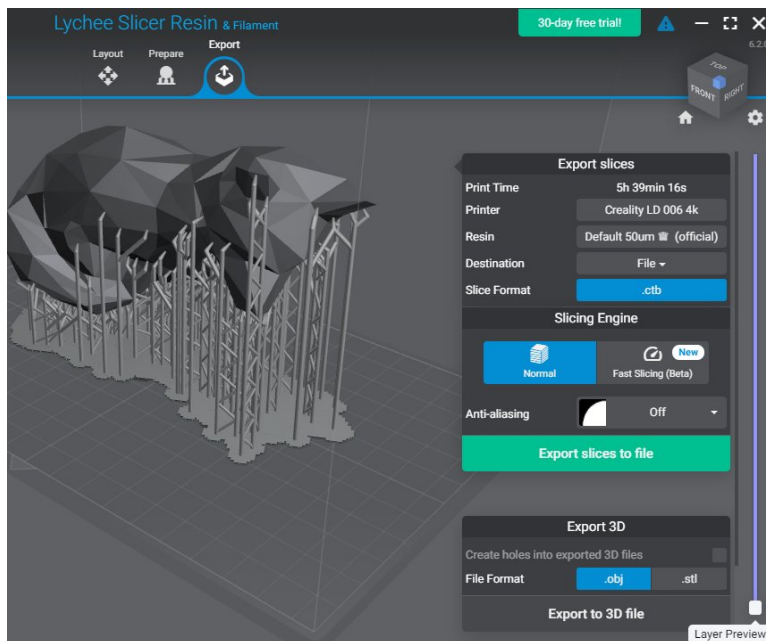 Lychee Slicer Resin & Filament
30-day free trial!
Layout
Prepare
Export
TOP
FRONT
RIGHT
Export slices
Print Time 5h 39min 16s
Printer Creality LD 006 4k
Resin Default 50um (official)
Destination File
Slice Format .ctb
Slicing Engine
New
Normal
Fast Slicing (Beta)
Anti-aliasing Off
Export slices to file
Export 3D
Create holes into exported 3D files
File Format .obj .stl
Export to 3D file
Layer Preview